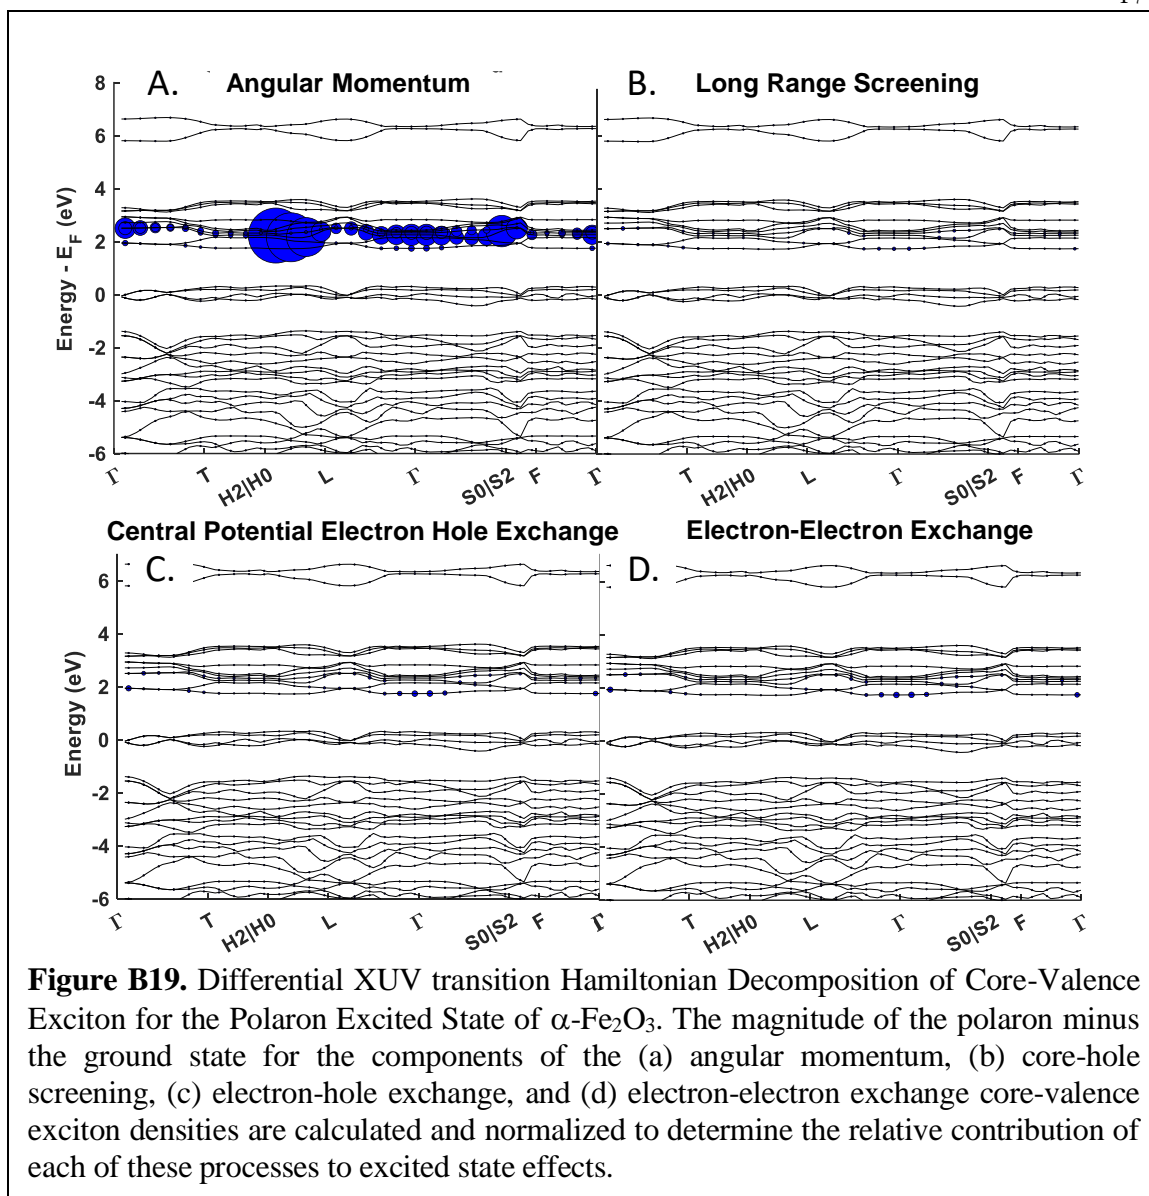 A. Angular Momentum
B. Long Range Screening
8
6
4
2
0
-2
-4
-6
Energy - E_F (eV)
Γ T H2|H0 L Γ S0|S2 F Γ
T H2|H0 L Γ S0|S2 F Γ
Central Potential Electron Hole Exchange
Electron-Electron Exchange
C.
D.
6
4
2
0
-2
-4
-6
Energy (eV)
Γ T H2|H0 L Γ S0|S2 F Γ
T H2|H0 L Γ S0|S2 F Γ
Figure B19. Differential XUV transition Hamiltonian Decomposition of Core-Valence
Exciton for the Polaron Excited State of α-Fe₂O₃. The magnitude of the polaron minus
the ground state for the components of the (a) angular momentum, (b) core-hole
screening, (c) electron-hole exchange, and (d) electron-electron exchange core-valence
exciton densities are calculated and normalized to determine the relative contribution of
each of these processes to excited state effects.